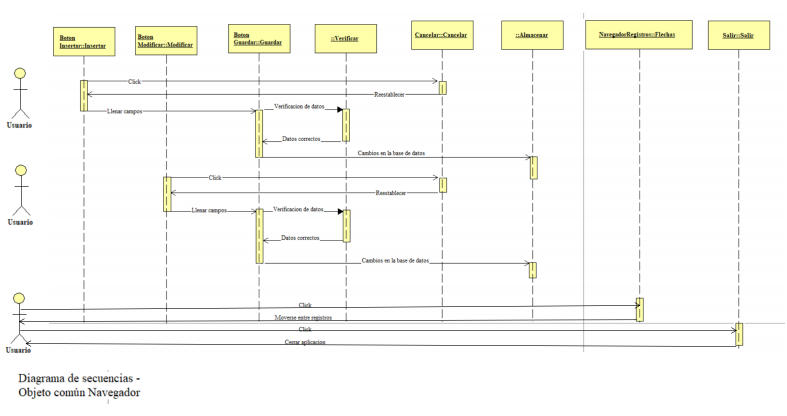 Boton
Insertar::Insertar
Boton
Modificar::Modificar
Boton
Guardar::Guardar
::Verificar
Cancelar::Cancelar
::Almacenar
NavegadorRegistros::Flechas
Salir::Salir
Click
Reestablecer
Usuario
Llenar campos
Verificacion de datos
Datos correctos
Cambios en la base de datos
Click
Reestablecer
Usuario
Llenar campos
Verificacion de datos
Datos correctos
Cambios en la base de datos
Click
Moverse entre registros
Click
Usuario
Cerrar aplicacion
Diagrama de secuencias -
Objeto común Navegador